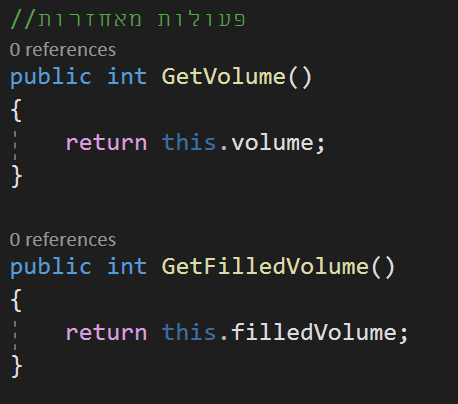 //פעולות מאחזרות
0 references
public int GetVolume()
{
return this.volume;
}
0 references
public int GetFilledVolume()
{
return this.filledVolume;
}